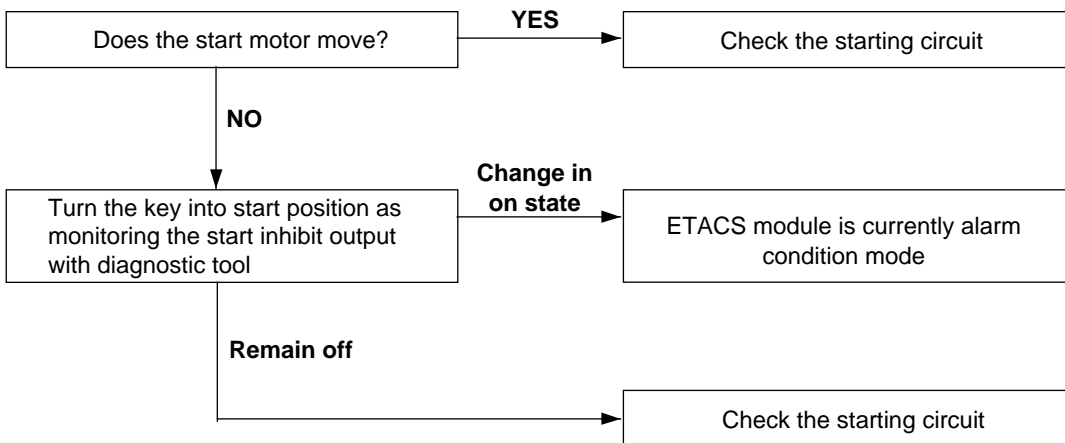 Does the start motor move?
YES
Check the starting circuit
NO
Turn the key into start position as
monitoring the start inhibit output
with diagnostic tool
Change in
on state
ETACS module is currently alarm
condition mode
Remain off
Check the starting circuit